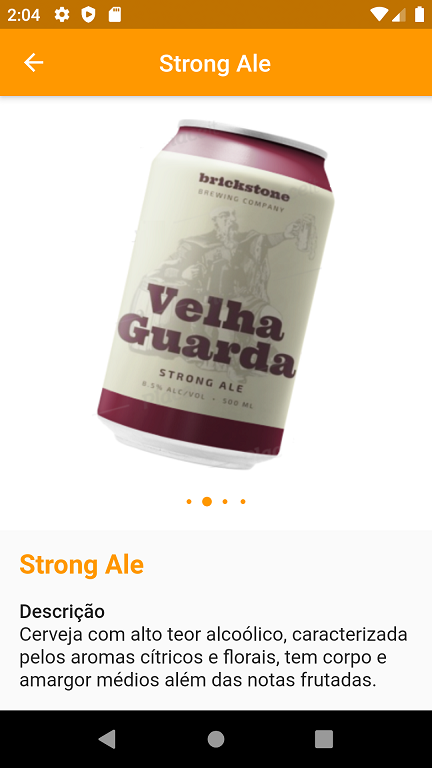 2:04
Strong Ale
brickstone
BREWING COMPANY
Velha
Guarda
STRONG ALE
8.5% ALC/VOL • 500 ML
Strong Ale
Descrição
Cerveja com alto teor alcoólico, caracterizada
pelos aromas cítricos e florais, tem corpo e
amargor médios além das notas frutadas.